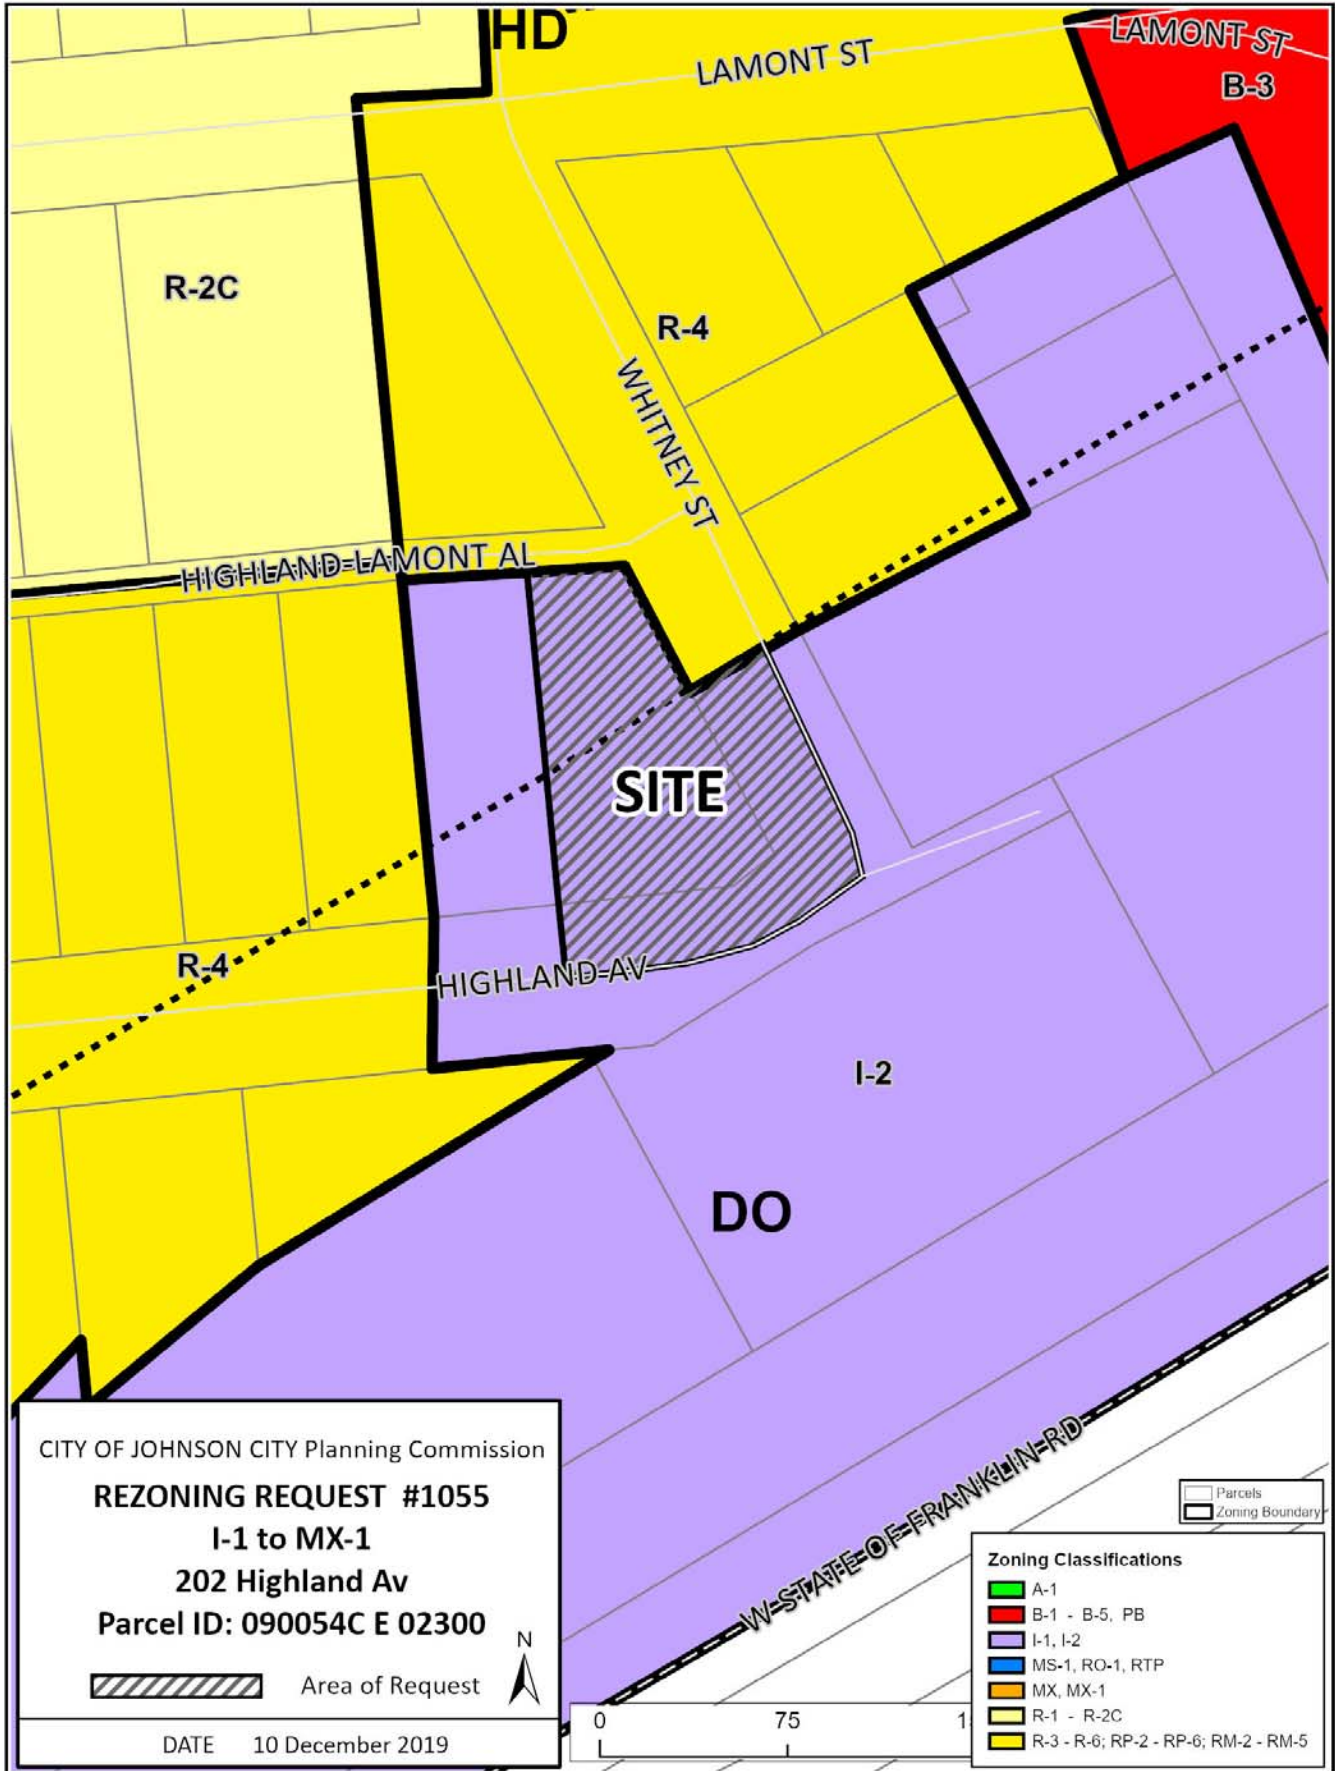 HD
LAMONT ST
LAMONT ST
B-3
R-2C
R-4
WHITNEY ST
HIGHLAND-LAMONT AL
SITE
R-4
HIGHLAND AV
I-2
DO
W STATE OF FRANKLIN RD
CITY OF JOHNSON CITY Planning Commission
REZONING REQUEST #1055
I-1 to MX-1
202 Highland Av
Parcel ID: 090054C E 02300
N
Area of Request
DATE 10 December 2019
0 75
Parcels
Zoning Boundary
Zoning Classifications
A-1
B-1 - B-5, PB
I-1, I-2
MS-1, RO-1, RTP
MX, MX-1
R-1 - R-2C
R-3 - R-6; RP-2 - RP-6; RM-2 - RM-5